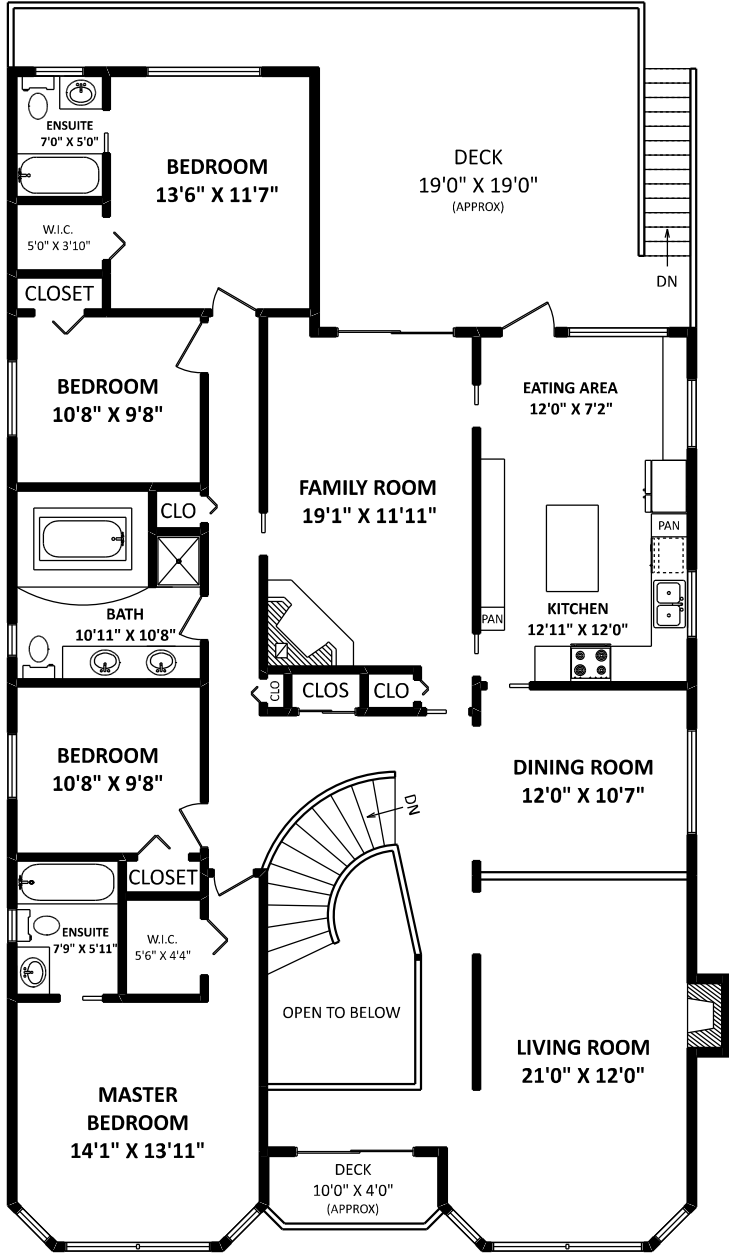 ENSUITE
7'0" X 5'0"
BEDROOM
13'6" X 11'7"
DECK
19'0" X 19'0"
(APPROX)
W.I.C.
5'0" X 3'10"
DN
CLOSET
BEDROOM
10'8" X 9'8"
EATING AREA
12'0" X 7'2"
FAMILY ROOM
19'1" X 11'11"
CLO
PAN
BATH
10'11" X 10'8"
PAN
KITCHEN
12'11" X 12'0"
CLO
CLOS
CLO
BEDROOM
10'8" X 9'8"
DINING ROOM
12'0" X 10'7"
DN
CLOSET
ENSUITE
7'9" X 5'11"
W.I.C.
5'6" X 4'4"
OPEN TO BELOW
LIVING ROOM
21'0" X 12'0"
MASTER
BEDROOM
14'1" X 13'11"
DECK
10'0" X 4'0"
(APPROX)